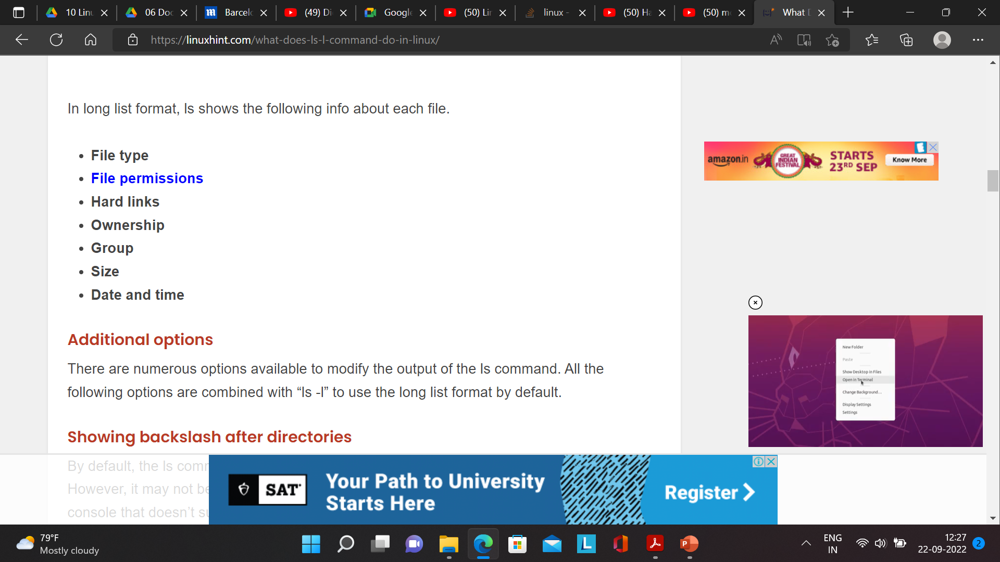 10 Linu
06 Doc
Barcel
(49) Di
Google
(50) Lin
linux -
(50) Ha
(50) m
What D
https://linuxhint.com/what-does-ls-l-command-do-in-linux/
In long list format, ls shows the following info about each file.
File type
File permissions
Hard links
Ownership
Group
Size
Date and time
Additional options
There are numerous options available to modify the output of the ls command. All the
following options are combined with “ls -l” to use the long list format by default.
Showing backslash after directories
By default, the ls com
However, it may not be
console that doesn’t su
amazon.in
GREAT
INDIAN
FESTIVAL
STARTS
23RD SEP
Know More
New Folder
Paste
Show Desktop in Files
Open in Terminal
Change Background...
Display Settings
Settings
SAT
Your Path to University
Starts Here
Register
79°F
Mostly cloudy
ENG
IN
12:27
22-09-2022
2